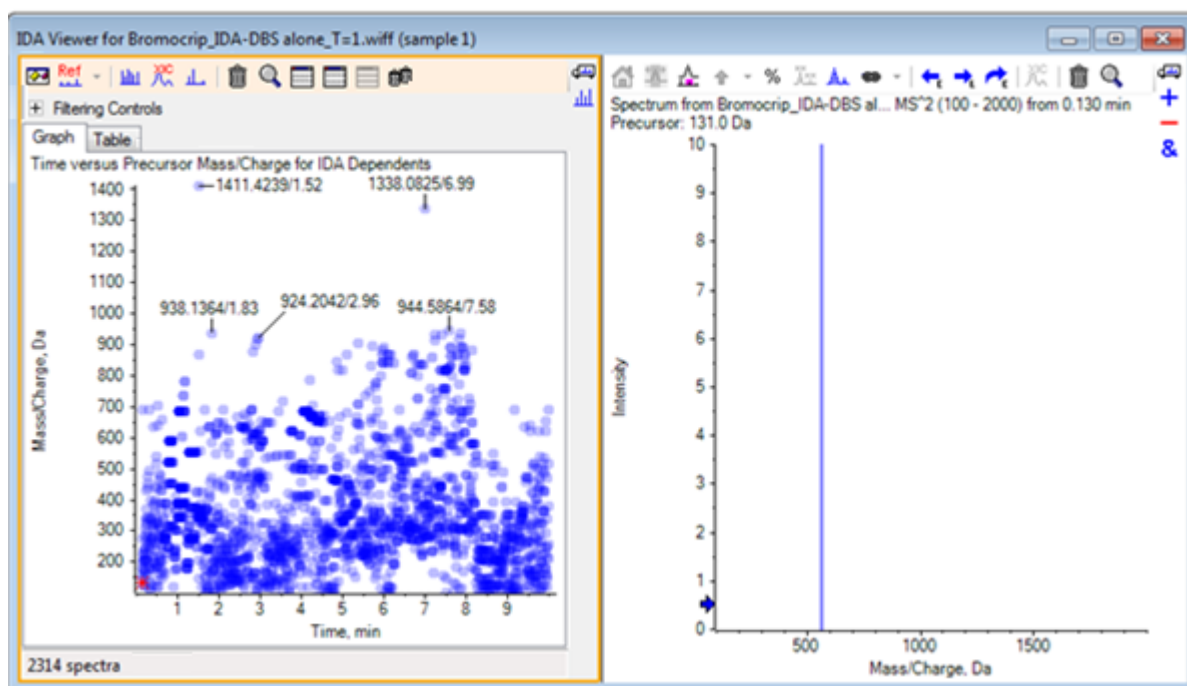 IDA Viewer for Bromocrip_IDA-DBS alone_T=1.wiff (sample 1)
Ref
XIC
%
XIC
+ Filtering Controls
Graph Table
Time versus Precursor Mass/Charge for IDA Dependents
1411.4239/1.52
1338.0825/6.99
938.1364/1.83
924.2042/2.96
944.5864/7.58
Mass/Charge, Da
1400
1300
1200
1100
1000
900
800
700
600
500
400
300
200
1 2 3 4 5 6 7 8 9
Time, min
2314 spectra
Spectrum from Bromocrip_IDA-DBS al... MS^2 (100 - 2000) from 0.130 min
Precursor: 131.0 Da
+
−
&
Intensity
10
9
8
7
6
5
4
3
2
1
0
500 1000 1500
Mass/Charge, Da